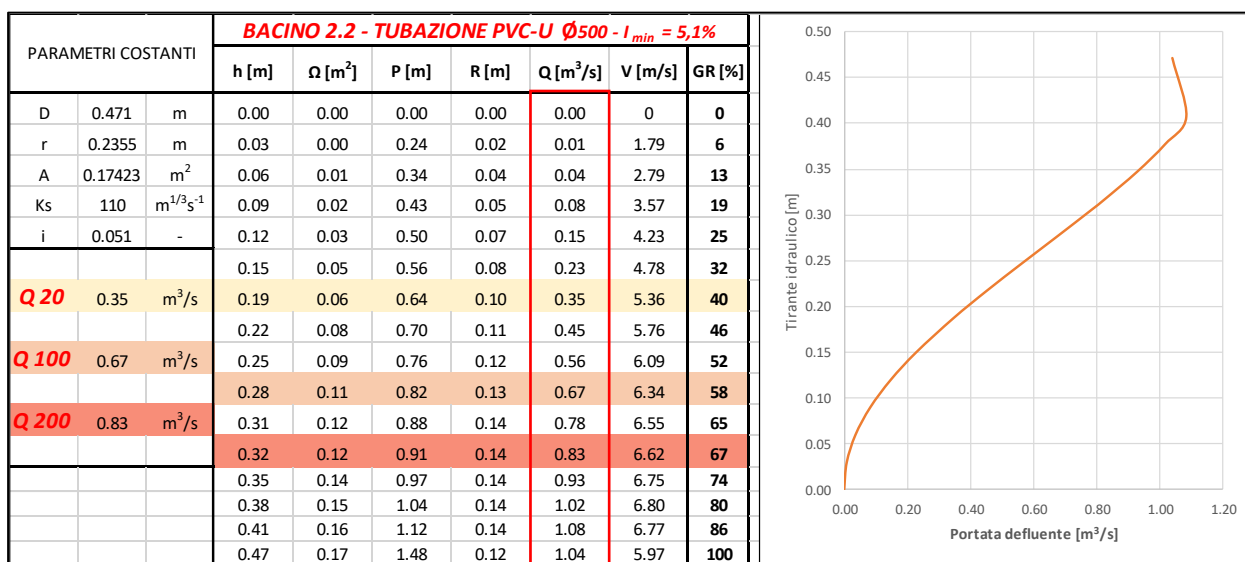 BACINO 2.2 - TUBAZIONE PVC-U Ø500 - I min = 5,1%
PARAMETRI COSTANTI
h [m] Ω [m²] P [m] R [m] Q [m³/s] V [m/s] GR [%]
D 0.471 m 0.00 0.00 0.00 0.00 0.00 0 0
r 0.2355 m 0.03 0.00 0.24 0.02 0.01 1.79 6
A 0.17423 m² 0.06 0.01 0.34 0.04 0.04 2.79 13
Ks 110 m^1/3 s^-1 0.09 0.02 0.43 0.05 0.08 3.57 19
i 0.051 - 0.12 0.03 0.50 0.07 0.15 4.23 25
0.15 0.05 0.56 0.08 0.23 4.78 32
Q 20 0.35 m³/s 0.19 0.06 0.64 0.10 0.35 5.36 40
0.22 0.08 0.70 0.11 0.45 5.76 46
Q 100 0.67 m³/s 0.25 0.09 0.76 0.12 0.56 6.09 52
0.28 0.11 0.82 0.13 0.67 6.34 58
Q 200 0.83 m³/s 0.31 0.12 0.88 0.14 0.78 6.55 65
0.32 0.12 0.91 0.14 0.83 6.62 67
0.35 0.14 0.97 0.14 0.93 6.75 74
0.38 0.15 1.04 0.14 1.02 6.80 80
0.41 0.16 1.12 0.14 1.08 6.77 86
0.47 0.17 1.48 0.12 1.04 5.97 100
Tirante idraulico [m]
0.50
0.45
0.40
0.35
0.30
0.25
0.20
0.15
0.10
0.05
0.00
0.00 0.20 0.40 0.60 0.80 1.00 1.20
Portata defluente [m³/s]